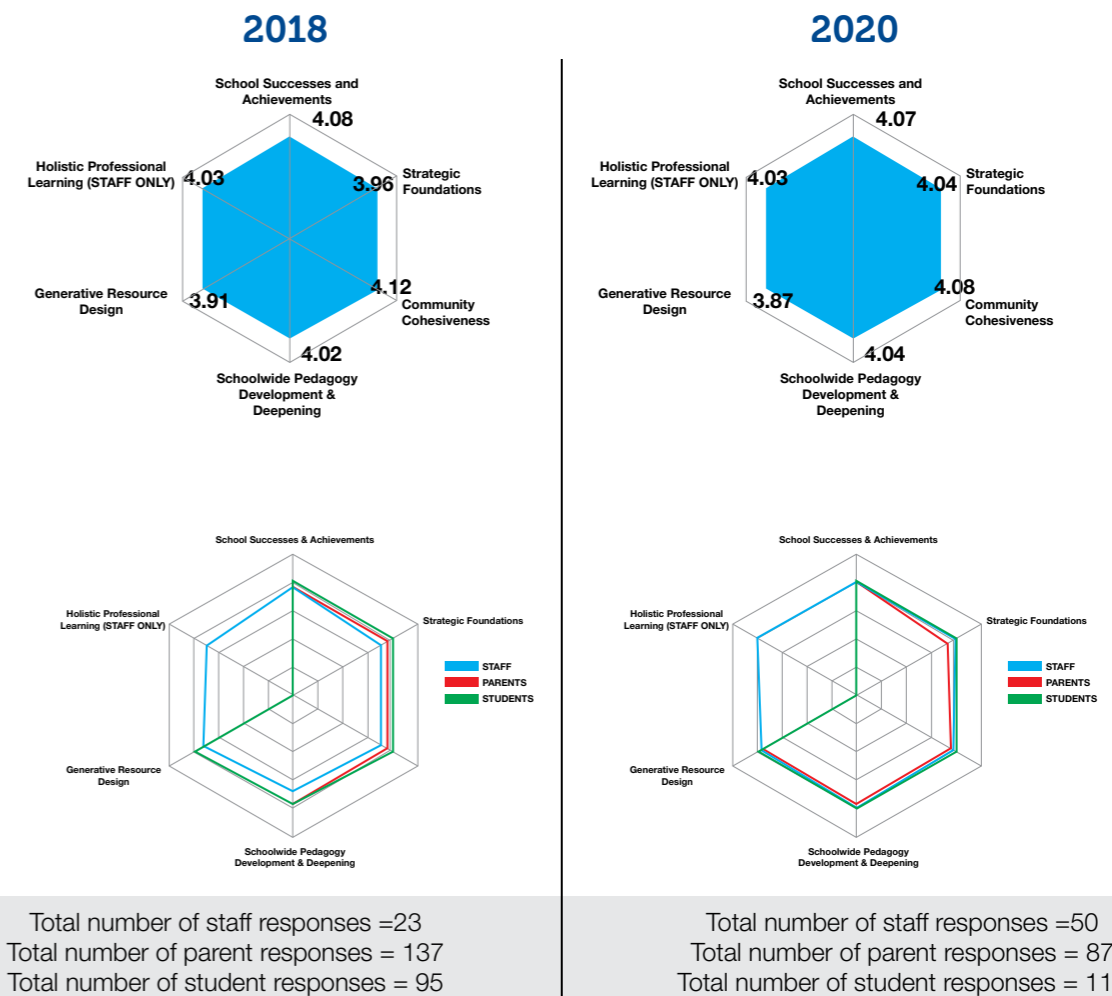 2018
School Successes and
Achievements
4.08
Holistic Professional
Learning (STAFF ONLY)
4.03
3.96
Strategic
Foundations
Generative Resource
Design
3.91
4.12
Community
Cohesiveness
4.02
Schoolwide Pedagogy
Development &
Deepening
School Successes & Achievements
Holistic Professional
Learning (STAFF ONLY)
Strategic Foundations
STAFF
PARENTS
STUDENTS
Generative Resource
Design
Schoolwide Pedagogy
Development & Deepening
Total number of staff responses =23
Total number of parent responses = 137
Total number of student responses = 95
2020
School Successes and
Achievements
4.07
Holistic Professional
Learning (STAFF ONLY)
4.03
4.04
Strategic
Foundations
Generative Resource
Design
3.87
4.08
Community
Cohesiveness
4.04
Schoolwide Pedagogy
Development &
Deepening
School Successes & Achievements
Holistic Professional
Learning (STAFF ONLY)
Strategic Foundations
STAFF
PARENTS
STUDENTS
Generative Resource
Design
Schoolwide Pedagogy
Development & Deepening
Total number of staff responses =50
Total number of parent responses = 87
Total number of student responses = 11